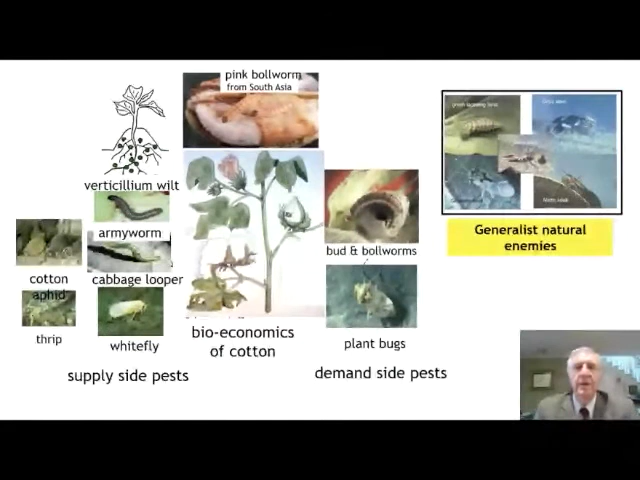 pink bollworm
from South Asia
verticillium wilt
armyworm
cotton
aphid
cabbage looper
thrip
whitefly
supply side pests
bio-economics
of cotton
bud & bollworms
plant bugs
demand side pests
Generalist natural
enemies